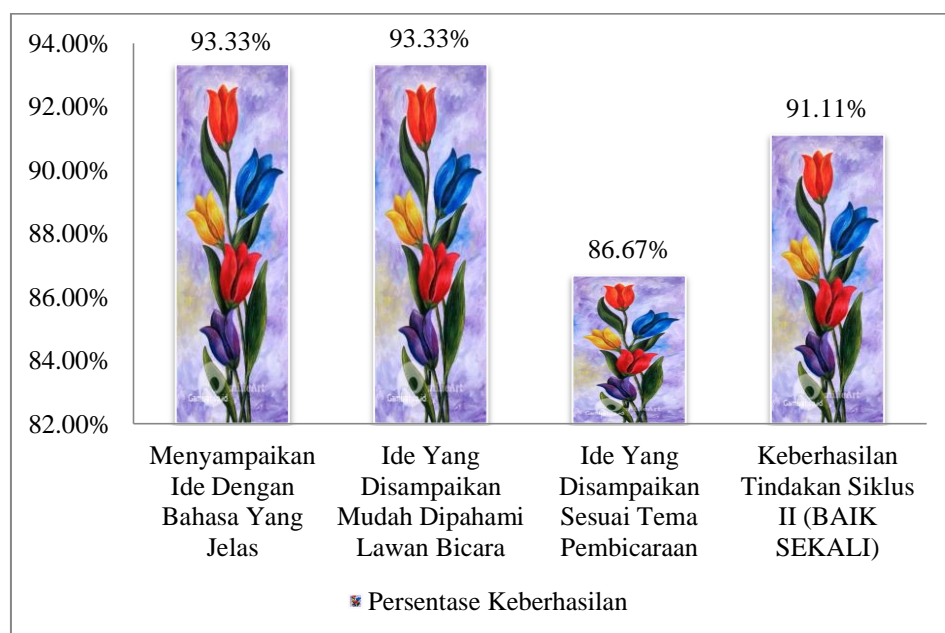 94.00%
92.00%
90.00%
88.00%
86.00%
84.00%
82.00%
93.33%
93.33%
86.67%
91.11%
Menyampaikan
Ide Dengan
Bahasa Yang
Jelas
Ide Yang
Disampaikan
Mudah Dipahami
Lawan Bicara
Ide Yang
Disampaikan
Sesuai Tema
Pembicaraan
Keberhasilan
Tindakan Siklus
II (BAIK
SEKALI)
Persentase Keberhasilan